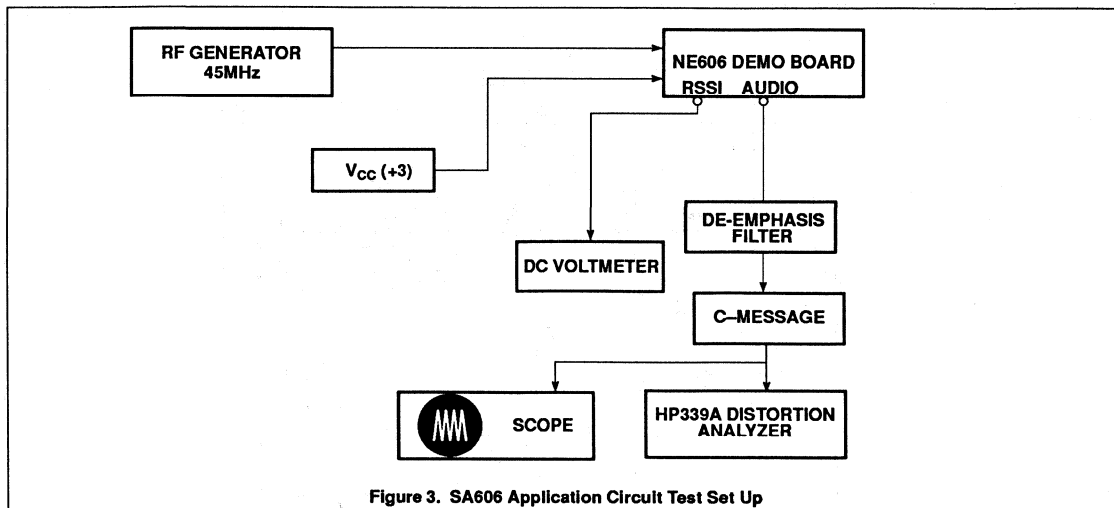 RF GENERATOR
45MHz
NE606 DEMO BOARD
RSSI AUDIO
VCC (+3)
DE-EMPHASIS
FILTER
DC VOLTMETER
C–MESSAGE
SCOPE
HP339A DISTORTION
ANALYZER
Figure 3. SA606 Application Circuit Test Set Up